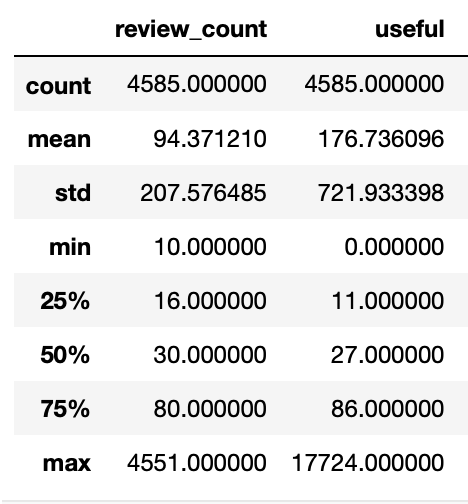 review_count useful
count 4585.000000 4585.000000
mean 94.371210 176.736096
std 207.576485 721.933398
min 10.000000 0.000000
25% 16.000000 11.000000
50% 30.000000 27.000000
75% 80.000000 86.000000
max 4551.000000 17724.000000